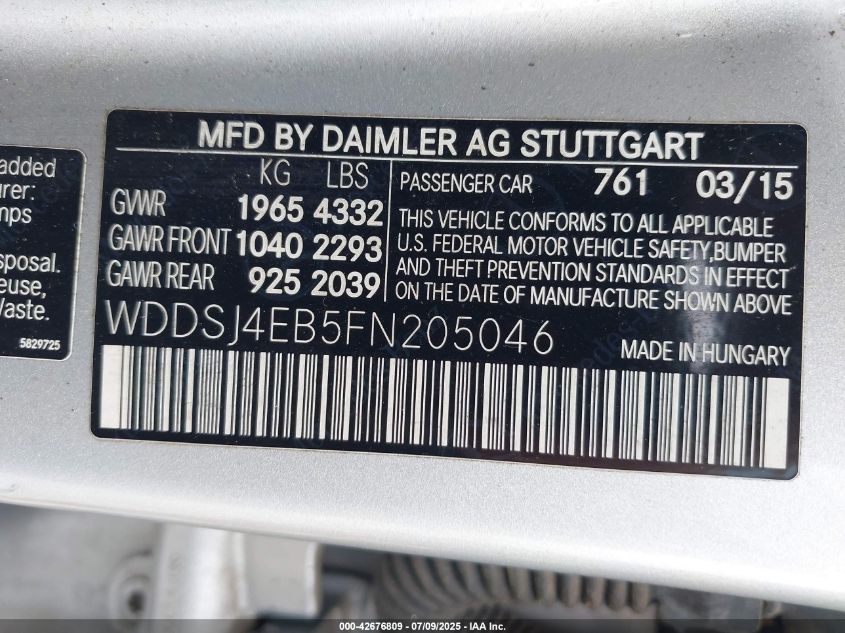 MFD BY DAIMLER AG STUTTGART
KG LBS
GVWR 1965 4332
GAWR FRONT 1040 2293
GAWR REAR 925 2039
PASSENGER CAR 761 03/15
THIS VEHICLE CONFORMS TO ALL APPLICABLE
U.S. FEDERAL MOTOR VEHICLE SAFETY,BUMPER
AND THEFT PREVENTION STANDARDS IN EFFECT
ON THE DATE OF MANUFACTURE SHOWN ABOVE
WDDSJ4EB5FN205046
MADE IN HUNGARY
added
urer:
mps
sposal.
euse,
Waste.
5829725
000-42676809 - 07/09/2025 - IAA Inc.